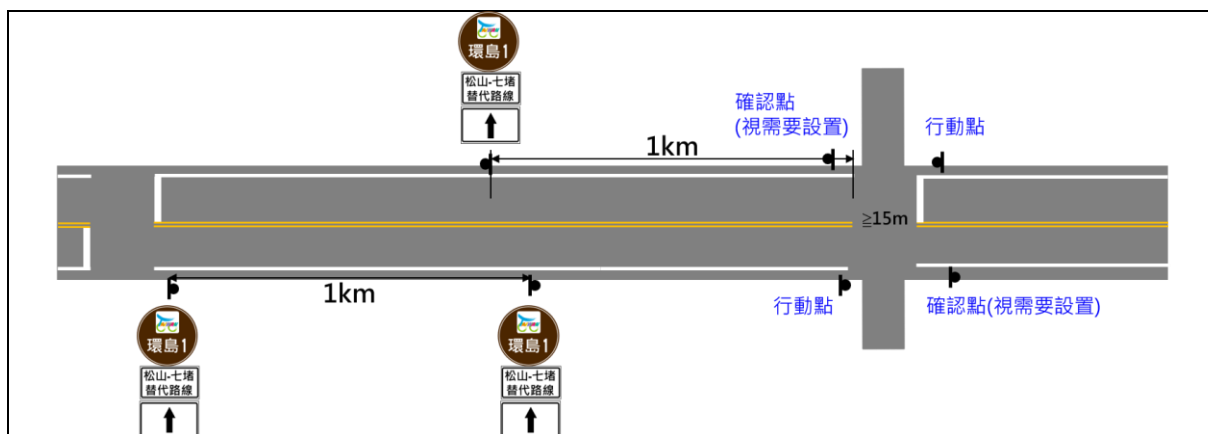 環島1
松山-七堵
替代路線
確認點
(視需要設置)
行動點
1km
≧15m
1km
行動點
確認點(視需要設置)
環島1
松山-七堵
替代路線
環島1
松山-七堵
替代路線